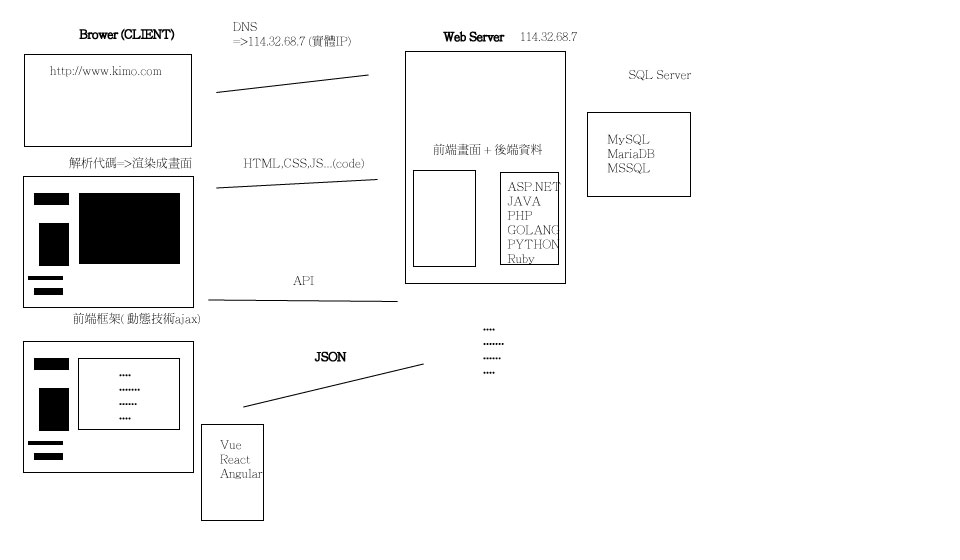 Brower (CLIENT)
DNS
=>114.32.68.7 (實體IP)
Web Server 114.32.68.7
http://www.kimo.com
SQL Server
MySQL
MariaDB
MSSQL
解析代碼=>渲染成畫面
HTML,CSS,JS...(code)
前端畫面 + 後端資料
ASP.NET
JAVA
PHP
GOLANG
PYTHON
Ruby
API
前端框架( 動態技術ajax)
....
.......
......
....
JSON
....
.......
......
....
Vue
React
Angular